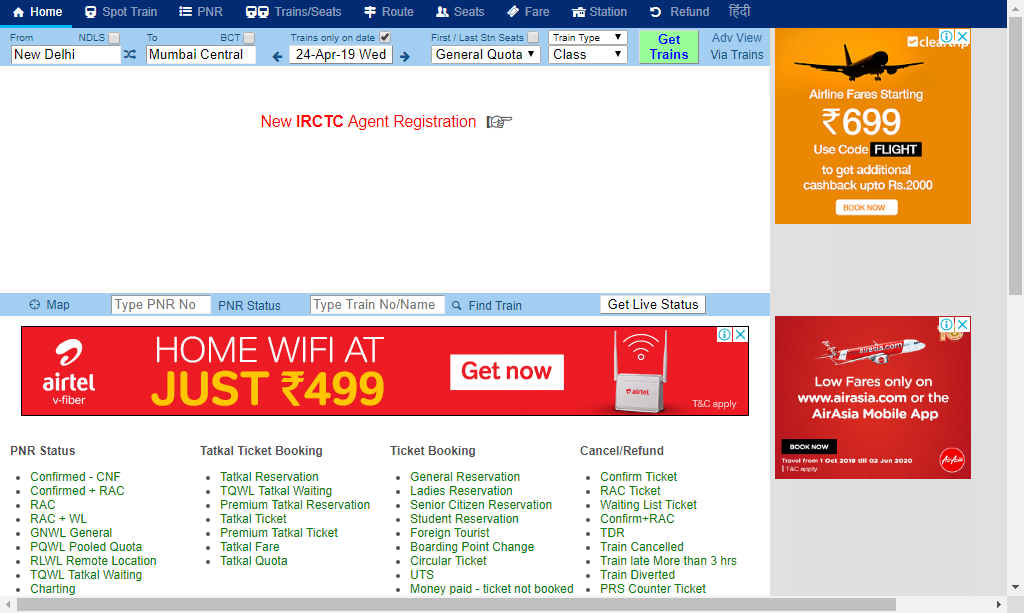 Home Spot Train PNR Trains/Seats Route Seats Fare Station Refund हिंदी
From NDLS To BCT Trains only on date First / Last Stn Seats Train Type Get Trains Adv View
New Delhi Mumbai Central 24-Apr-19 Wed General Quota Class Via Trains
New IRCTC Agent Registration
Map Type PNR No PNR Status Type Train No/Name Find Train Get Live Status
airtel
v-fiber
HOME WIFI AT
JUST ₹499
Get now
airtel
T&C apply
PNR Status
Confirmed - CNF
Confirmed + RAC
RAC
RAC + WL
GNWL General
PQWL Pooled Quota
RLWL Remote Location
TQWL Tatkal Waiting
Charting
Tatkal Ticket Booking
Tatkal Reservation
TQWL Tatkal Waiting
Premium Tatkal Reservation
Tatkal Ticket
Premium Tatkal Ticket
Tatkal Fare
Tatkal Quota
Ticket Booking
General Reservation
Ladies Reservation
Senior Citizen Reservation
Student Reservation
Foreign Tourist
Boarding Point Change
Circular Ticket
UTS
Money paid - ticket not booked
Cancel/Refund
Confirm Ticket
RAC Ticket
Waiting List Ticket
Confirm+RAC
TDR
Train Cancelled
Train late More than 3 hrs
Train Diverted
PRS Counter Ticket
Airline Fares Starting
₹699
Use Code FLIGHT
to get additional
cashback upto Rs.2000
BOOK NOW
airasia.com
Low Fares only on
www.airasia.com or the
AirAsia Mobile App
BOOK NOW
Travel from 1 Oct 2019 till 02 Jun 2020
T&C apply
AirAsia